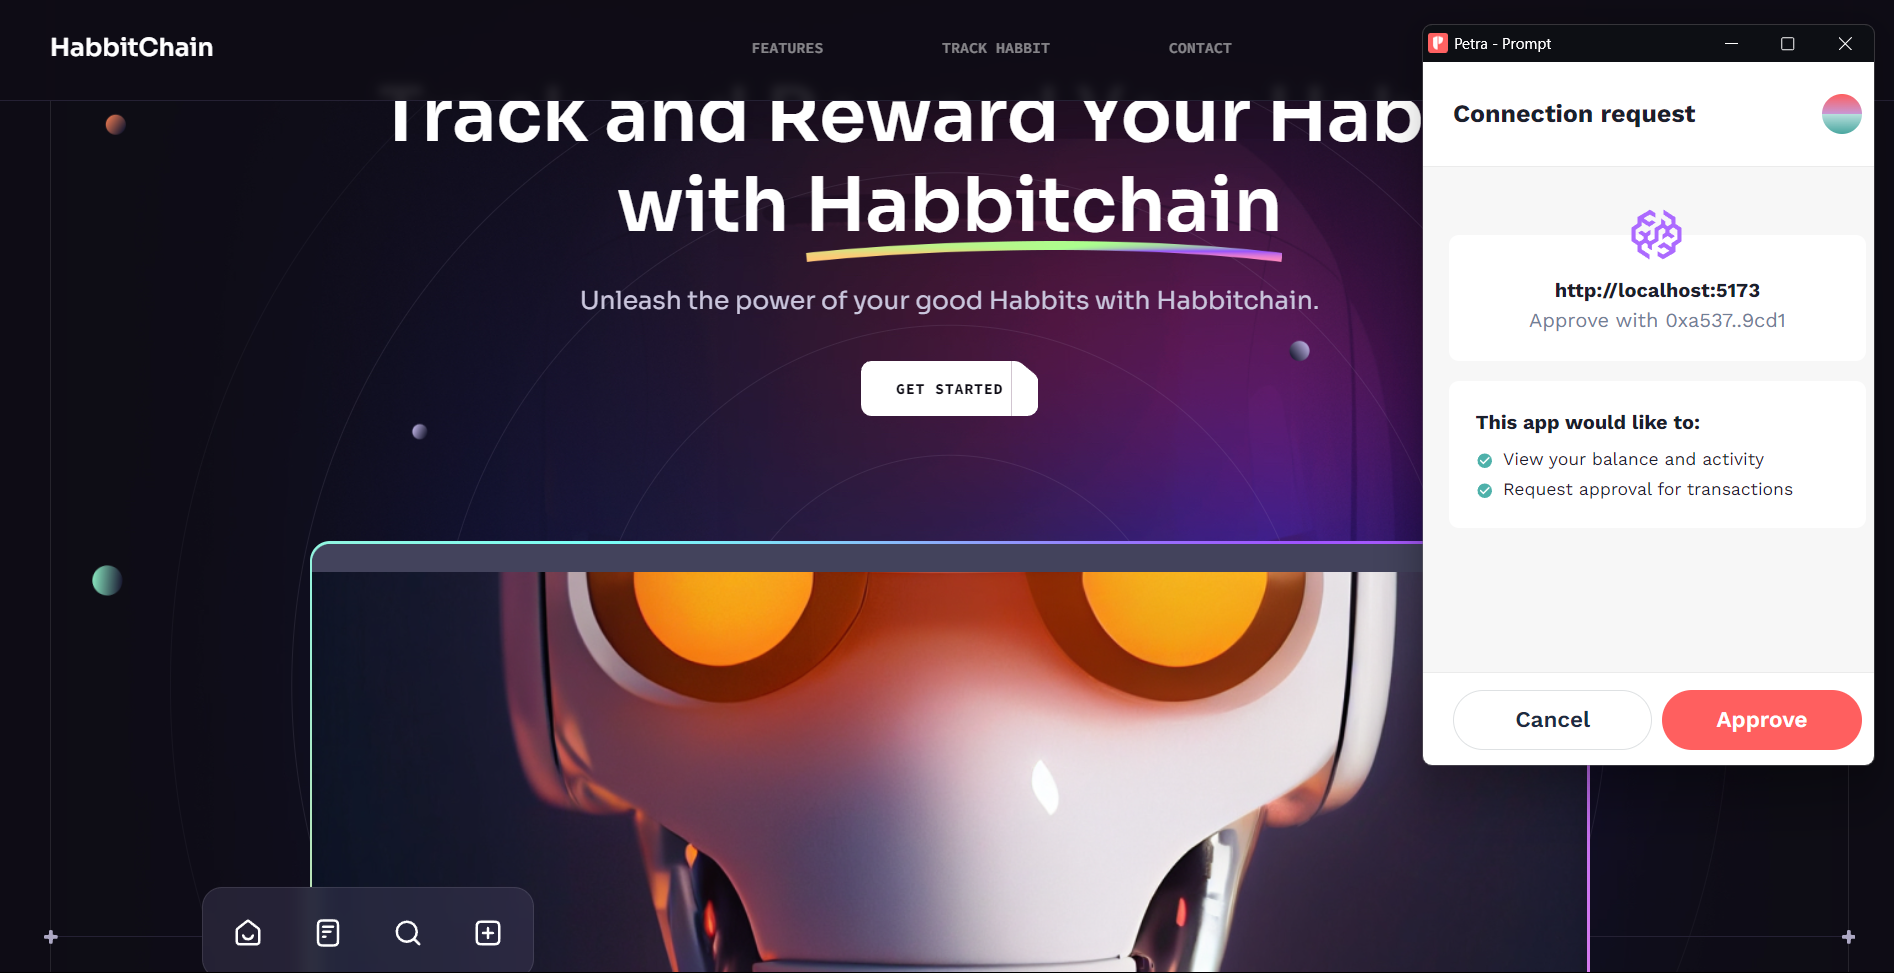 HabbitChain
FEATURES
TRACK HABBIT
CONTACT
Track and Reward Your Hab
with Habbitchain
Unleash the power of your good Habbits with Habbitchain.
GET STARTED
Petra - Prompt
Connection request
http://localhost:5173
Approve with 0xa537..9cd1
This app would like to:
View your balance and activity
Request approval for transactions
Cancel
Approve